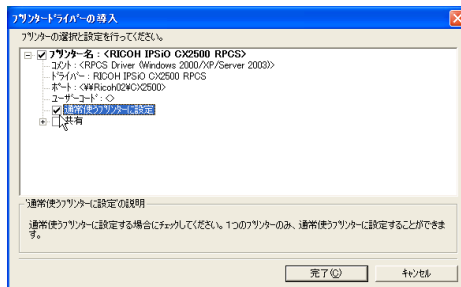 プリンタードライバーの導入
プリンターの選択と設定を行ってください。
プリンター名 : <RICOH IPSiO CX2500 RPCS>
コメント : <RPCS Driver (Windows 2000/XP/Server 2003)>
ドライバー : RICOH IPSiO CX2500 RPCS
ポート : <¥¥Ricoh02¥CX2500>
ユーザーコード : <>
通常使うプリンターに設定
共有
'通常使うプリンターに設定'の説明
通常使うプリンターに設定する場合にチェックしてください。1つのプリンターのみ、通常使うプリンターに設定することができま
す。
完了(C)
キャンセル